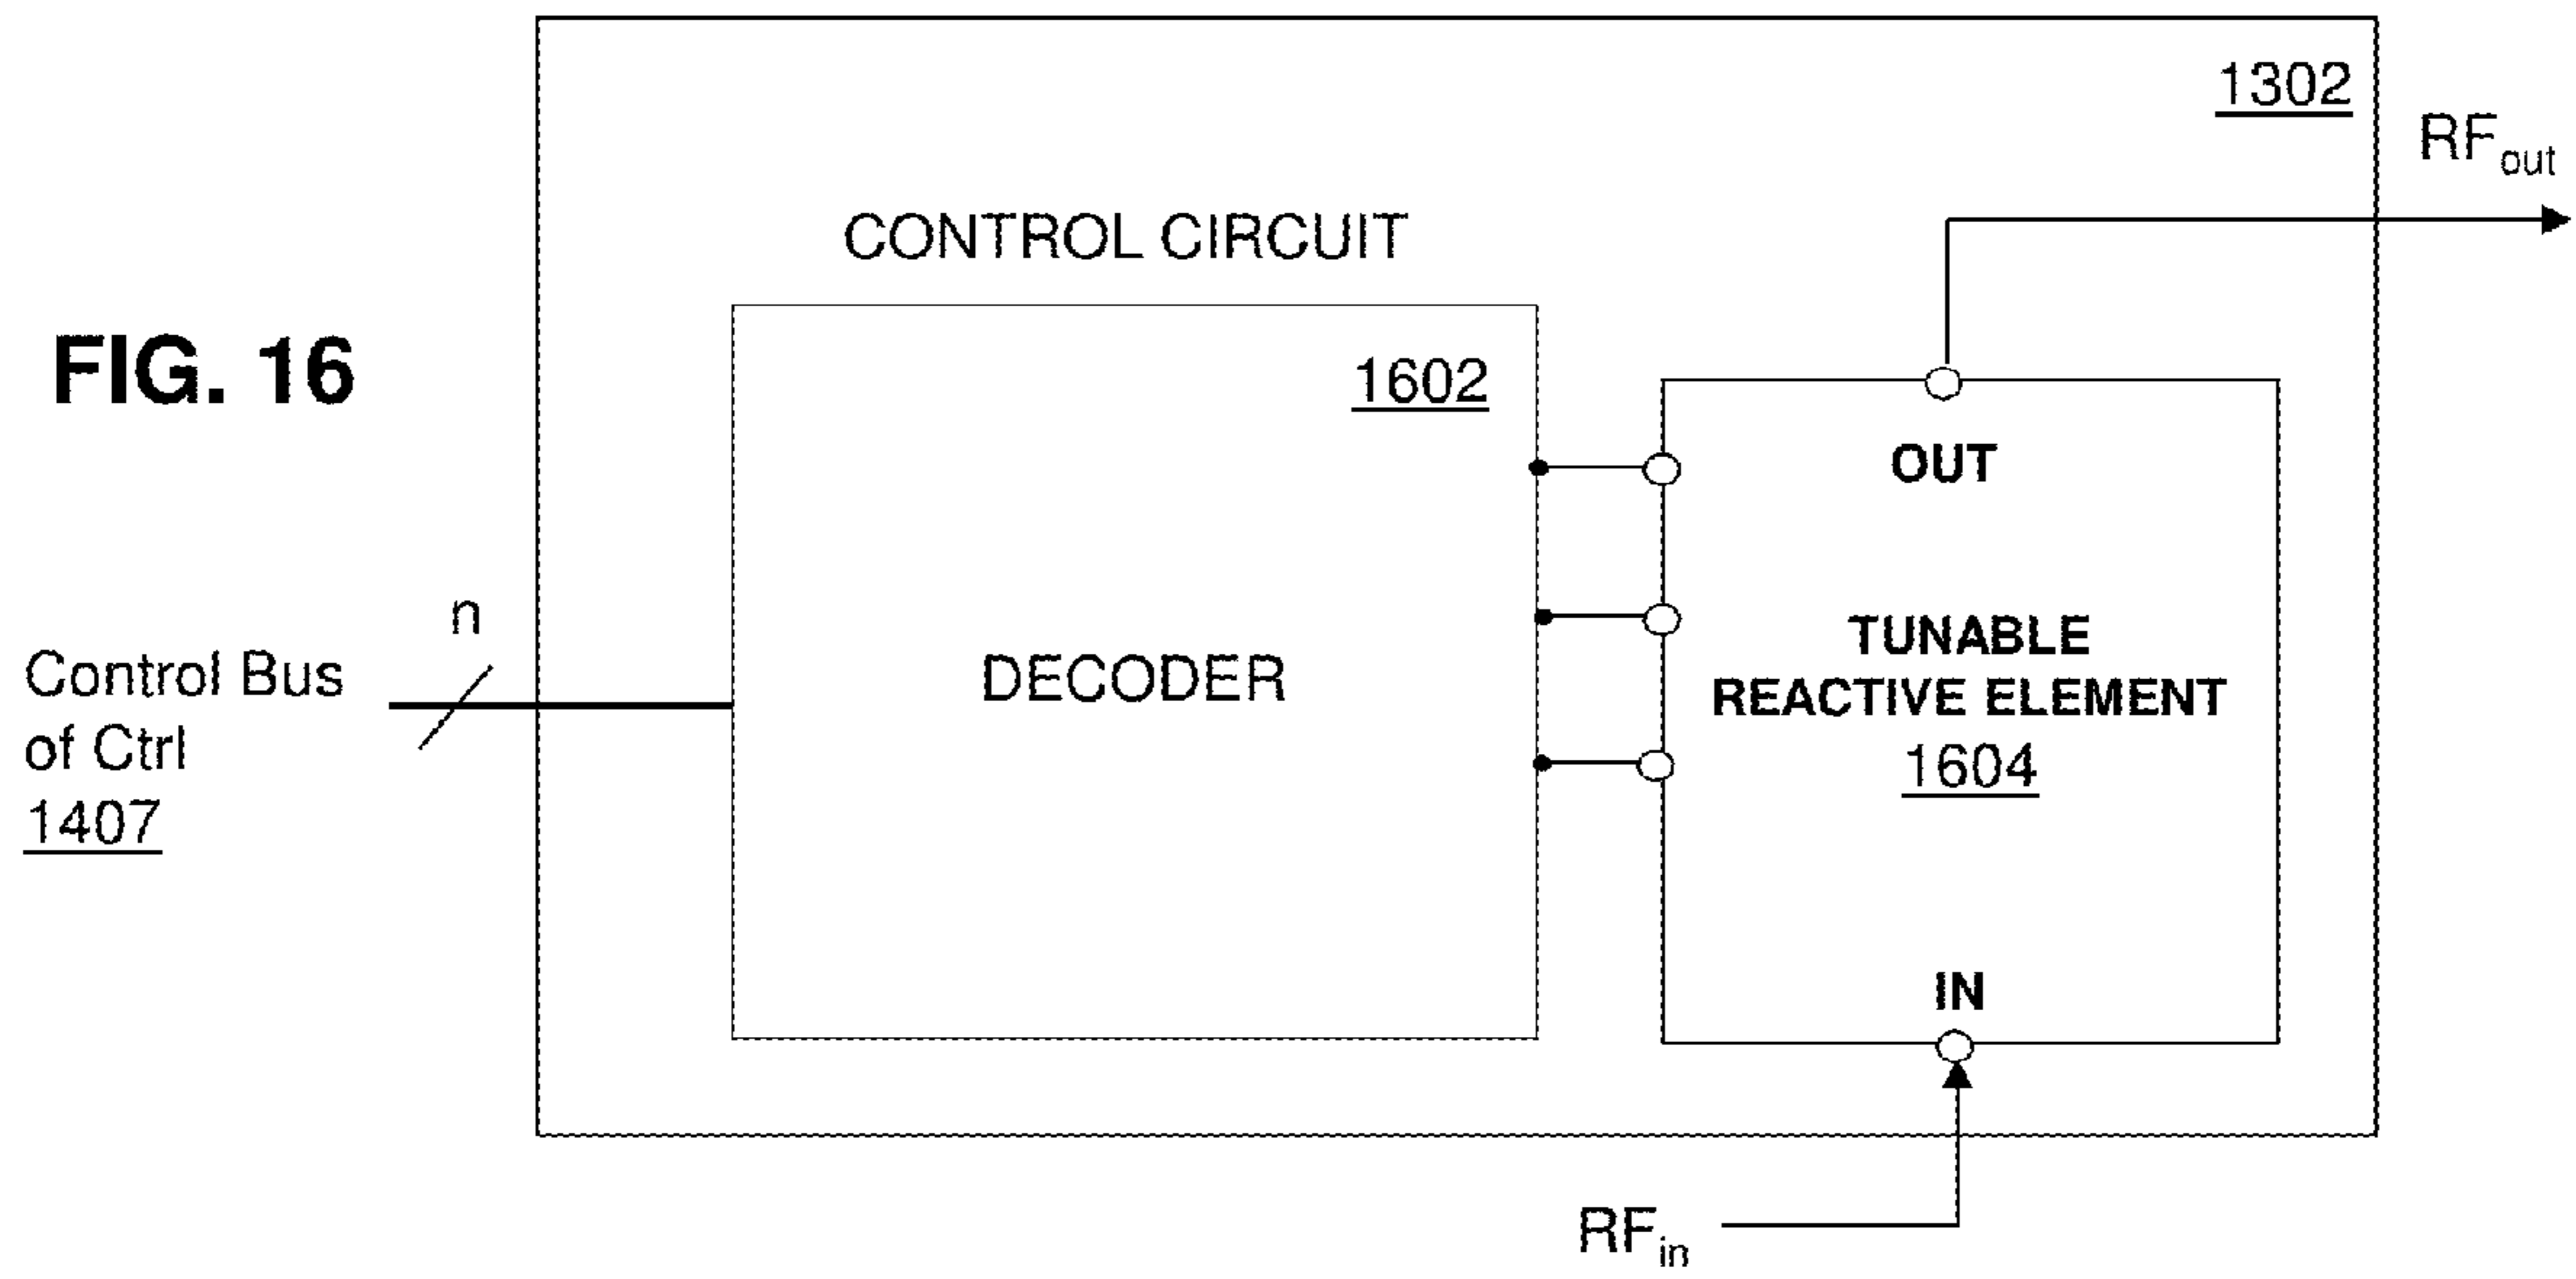 FIG. 16
1302
RFout
CONTROL CIRCUIT
1602
DECODER
n
Control Bus
of Ctrl
1407
OUT
TUNABLE
REACTIVE ELEMENT
1604
IN
RFin